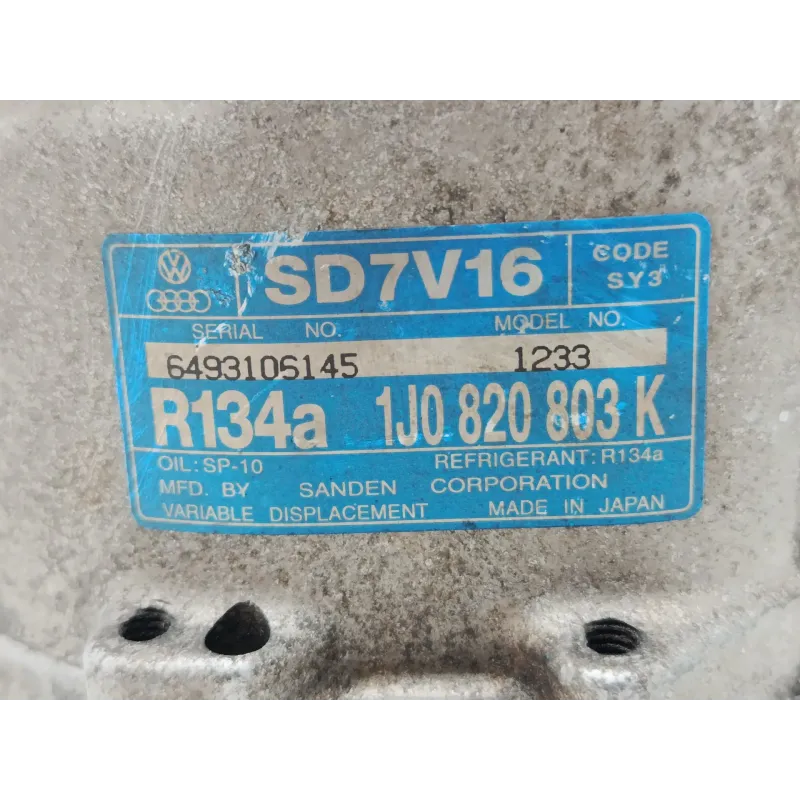 SD7V16 CODE SY3
SERIAL NO. MODEL NO.
6493106145 1233
R134a 1J0 820 803 K
OIL: SP-10 REFRIGERANT: R134a
MFD. BY SANDEN CORPORATION
VARIABLE DISPLACEMENT MADE IN JAPAN